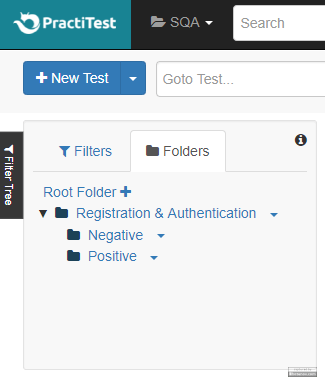 PractiTest SQA Search
New Test Goto Test...
Filter Tree
Filters Folders
Root Folder
Registration & Authentication
Negative
Positive